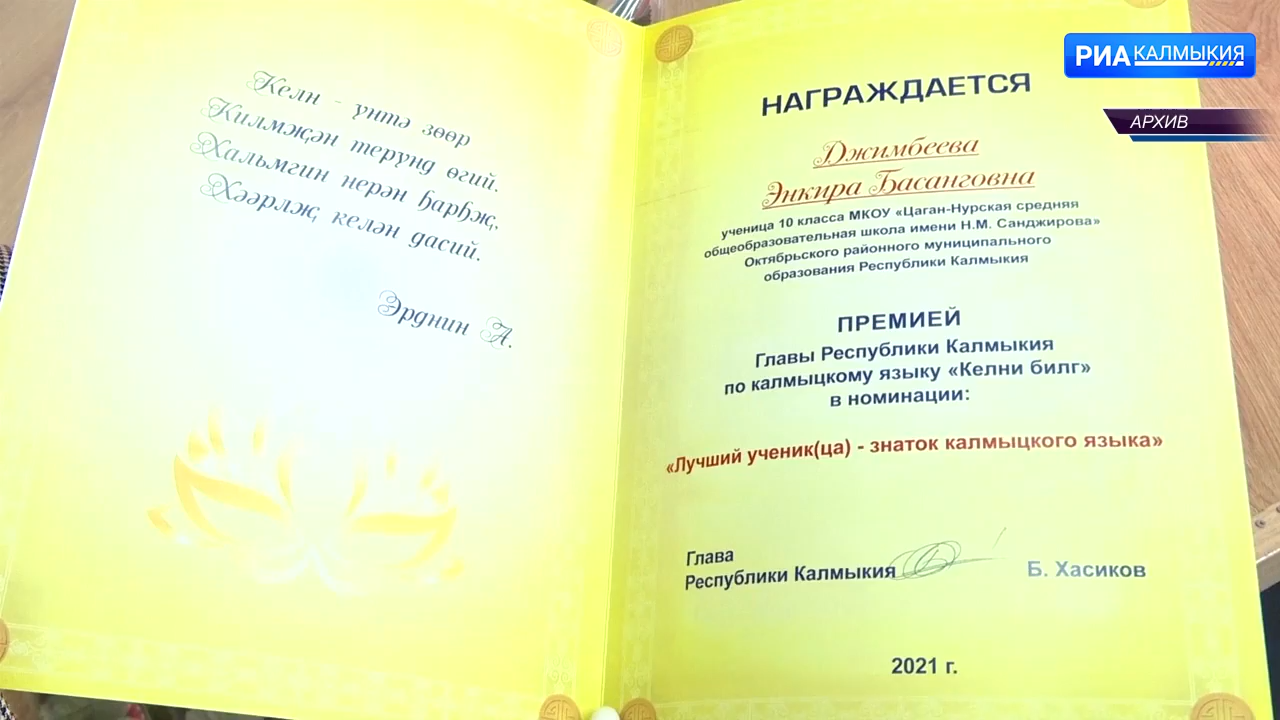 Келн - үнтә зөөр
Килмҗән терүнд өгий.
Хальмгин нерән һарһҗ,
Хәәрлҗ келән дасий.
Эрднин А.
РИА КАЛМЫКИЯ
АРХИВ
НАГРАЖДАЕТСЯ
Джимбеева
Энкира Басанговна
ученица 10 класса МКОУ «Цаган-Нурская средняя
общеобразовательная школа имени Н.М. Санджирова»
Октябрьского районного муниципального
образования Республики Калмыкия
ПРЕМИЕЙ
Главы Республики Калмыкия
по калмыцкому языку «Келни билг»
в номинации:
«Лучший ученик(ца) - знаток калмыцкого языка»
Глава
Республики Калмыкия
Б. Хасиков
2021 г.